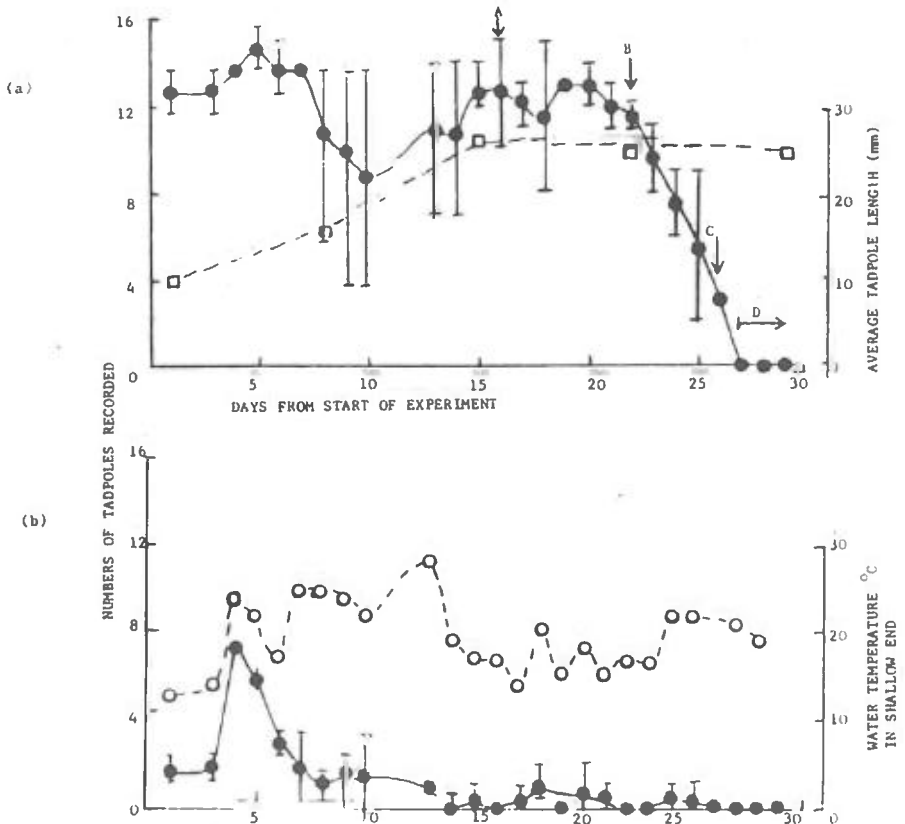 (a)
16
12
8
4
0
A
B
C
D
30
20
10
0
AVERAGE TADPOLE LENGTH (mm)
5
10
15
20
25
30
DAYS FROM START OF EXPERIMENT
NUMBERS OF TADPOLES RECORDED
(b)
16
12
8
4
0
30
20
10
0
WATER TEMPERATURE °C
IN SHALLOW END
5
0
15
20
25
30